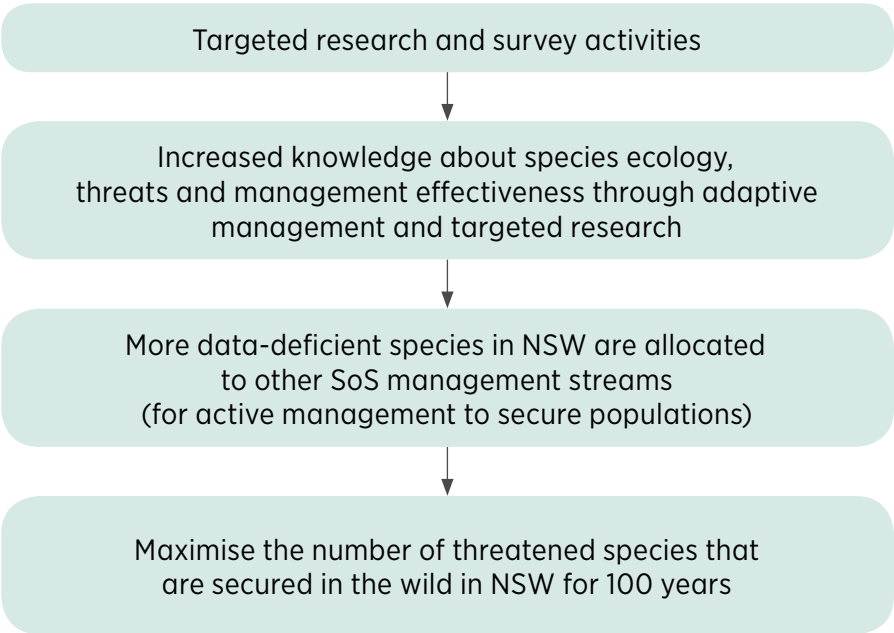 Targeted research and survey activities
Increased knowledge about species ecology,
threats and management effectiveness through adaptive
management and targeted research
More data-deficient species in NSW are allocated
to other SoS management streams
(for active management to secure populations)
Maximise the number of threatened species that
are secured in the wild in NSW for 100 years